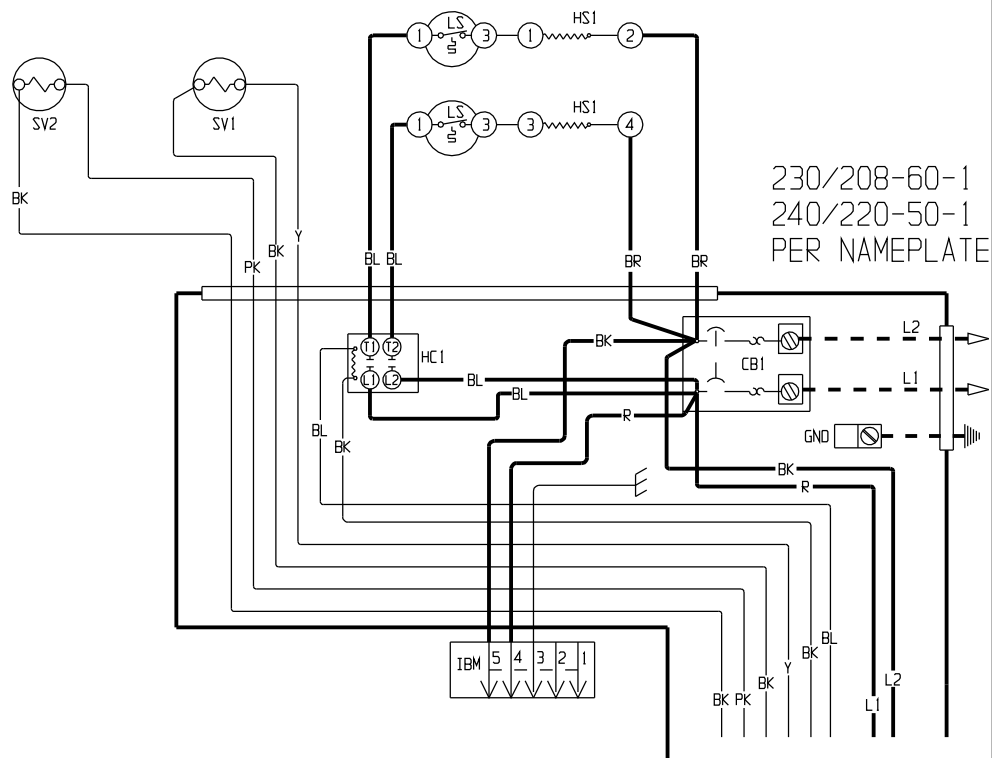 LS HS1
1 3 1 2
SV2 SV1
LS HS1
1 3 3 4
230/208-60-1
240/220-50-1
PER NAMEPLATE
BK
Y
BK
PK
BL BL
BR BR
L2
T1 T2
HC1
BK
CB1
L1 L2
BL
L1
BL
R
BL
BK
GND
BK
R
IBM 5 4 3 2 1
BL
BK
Y
BK
BK PK
L2
L1